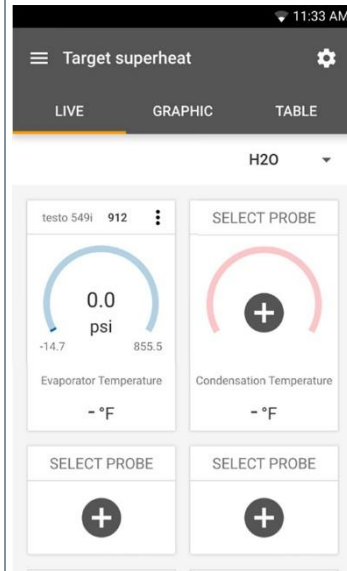 11:33 AM
Target superheat
LIVE GRAPHIC TABLE
H2O
testo 549i 912
SELECT PROBE
0.0
psi
-14.7 855.5
Evaporator Temperature
Condensation Temperature
- °F
- °F
SELECT PROBE
SELECT PROBE